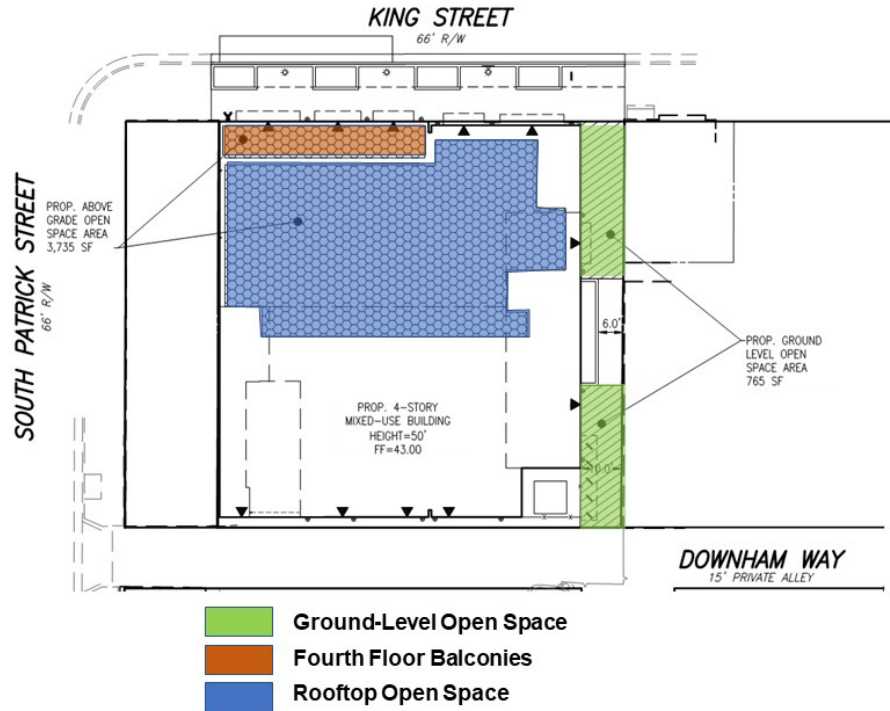 KING STREET
66' R/W
SOUTH PATRICK STREET
66' R/W
PROP. ABOVE
GRADE OPEN
SPACE AREA
3,735 SF
6.0'
PROP. GROUND
LEVEL OPEN
SPACE AREA
765 SF
PROP. 4-STORY
MIXED-USE BUILDING
HEIGHT=50'
FF=43.00
10.0'
DOWNHAM WAY
15' PRIVATE ALLEY
Ground-Level Open Space
Fourth Floor Balconies
Rooftop Open Space